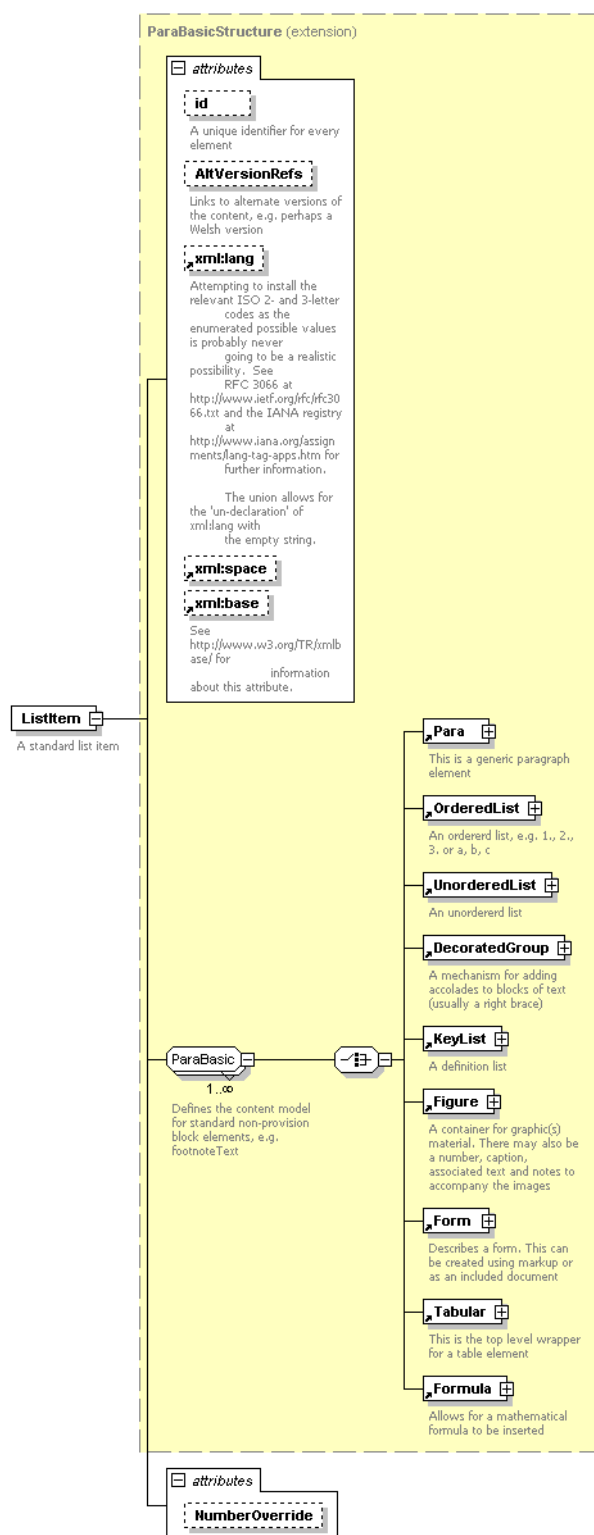 ParaBasicStructure (extension)
attributes
id
A unique identifier for every
element
AltVersionRefs
Links to alternate versions of
the content, e.g. perhaps a
Welsh version
xml:lang
Attempting to install the
relevant ISO 2- and 3-letter
codes as the
enumerated possible values
is probably never
going to be a realistic
possibility.  See
RFC 3066 at
http://www.ietf.org/rfc/rfc30
66.txt and the IANA registry
at
http://www.iana.org/assign
ments/lang-tag-apps.htm for
further information.
The union allows for
the 'un-declaration' of
xml:lang with
the empty string.
xml:space
xml:base
See
http://www.w3.org/TR/xmlb
ase/ for
information
about this attribute.
ListItem
A standard list item
Para
This is a generic paragraph
element
OrderedList
An ordererd list, e.g. 1., 2.,
3. or a, b, c
UnorderedList
An unordererd list
DecoratedGroup
A mechanism for adding
accolades to blocks of text
(usually a right brace)
KeyList
A definition list
ParaBasic
1..∞
Defines the content model
for standard non-provision
block elements, e.g.
footnoteText
Figure
A container for graphic(s)
material. There may also be
a number, caption,
associated text and notes to
accompany the images
Form
Describes a form. This can
be created using markup or
as an included document
Tabular
This is the top level wrapper
for a table element
Formula
Allows for a mathematical
formula to be inserted
attributes
NumberOverride